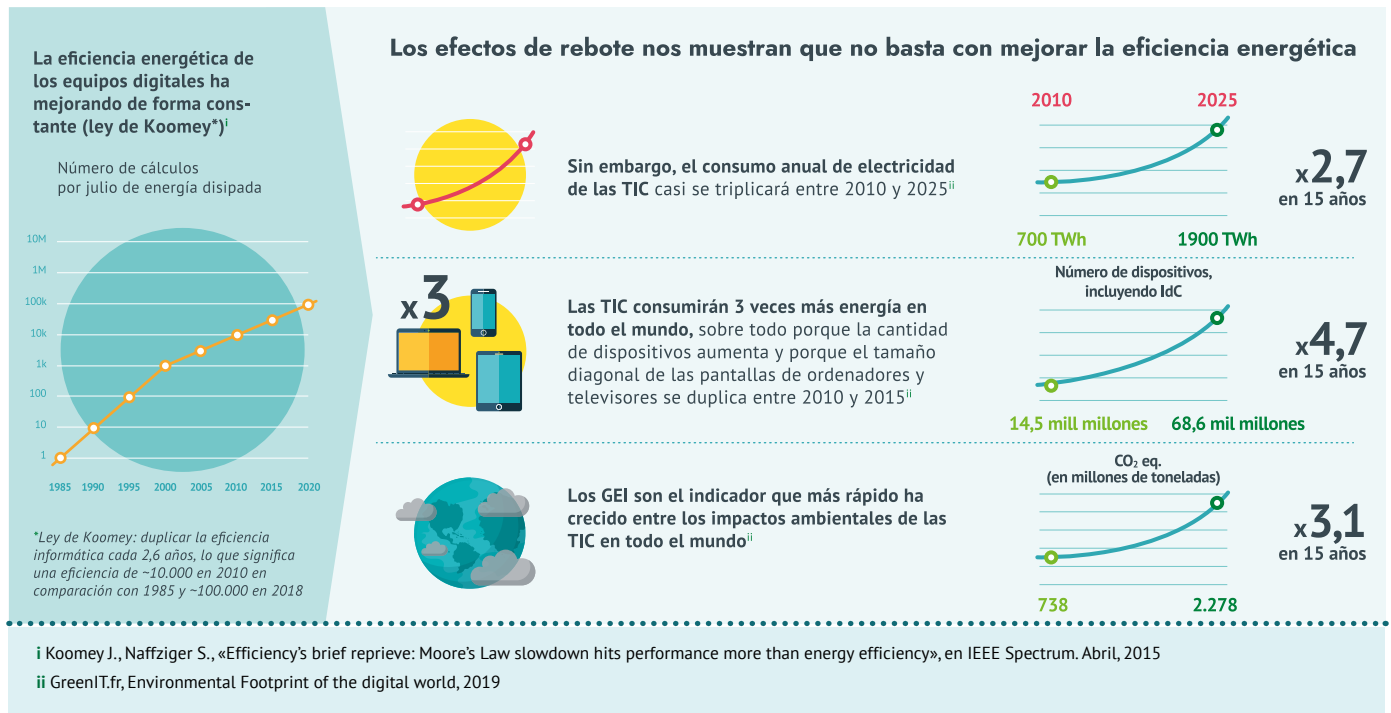 Los efectos de rebote nos muestran que no basta con mejorar la eficiencia energética
La eficiencia energética de
los equipos digitales ha
mejorando de forma cons-
tante (ley de Koomey*)i
Número de cálculos
por julio de energía disipada
10M
1M
100k
10k
1k
100
10
1
1985 1990 1995 2000 2005 2010 2015 2020
*Ley de Koomey: duplicar la eficiencia
informática cada 2,6 años, lo que significa
una eficiencia de ~10.000 en 2010 en
comparación con 1985 y ~100.000 en 2018
Sin embargo, el consumo anual de electricidad
de las TIC casi se triplicará entre 2010 y 2025ii
2010 2025
700 TWh 1900 TWh
x2,7
en 15 años
x3
Las TIC consumirán 3 veces más energía en
todo el mundo, sobre todo porque la cantidad
de dispositivos aumenta y porque el tamaño
diagonal de las pantallas de ordenadores y
televisores se duplica entre 2010 y 2015ii
Número de dispositivos,
incluyendo IdC
14,5 mill millones 68,6 mil millones
x4,7
en 15 años
Los GEI son el indicador que más rápido ha
crecido entre los impactos ambientales de las
TIC en todo el mundoii
CO₂ eq.
(en millones de toneladas)
738 2.278
x3,1
en 15 años
i Koomey J., Naffziger S., «Efficiency’s brief reprieve: Moore’s Law slowdown hits performance more than energy efficiency», en IEEE Spectrum. Abril, 2015
ii GreenIT.fr, Environmental Footprint of the digital world, 2019